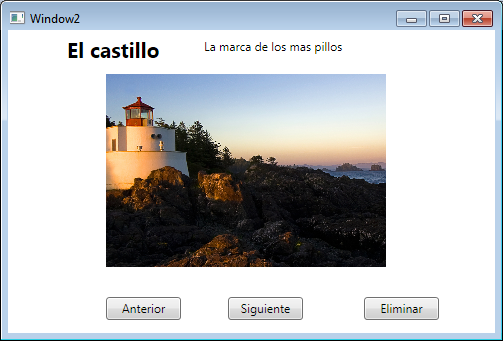 Window2
El castillo
La marca de los mas pillos
Anterior
Siguiente
Eliminar